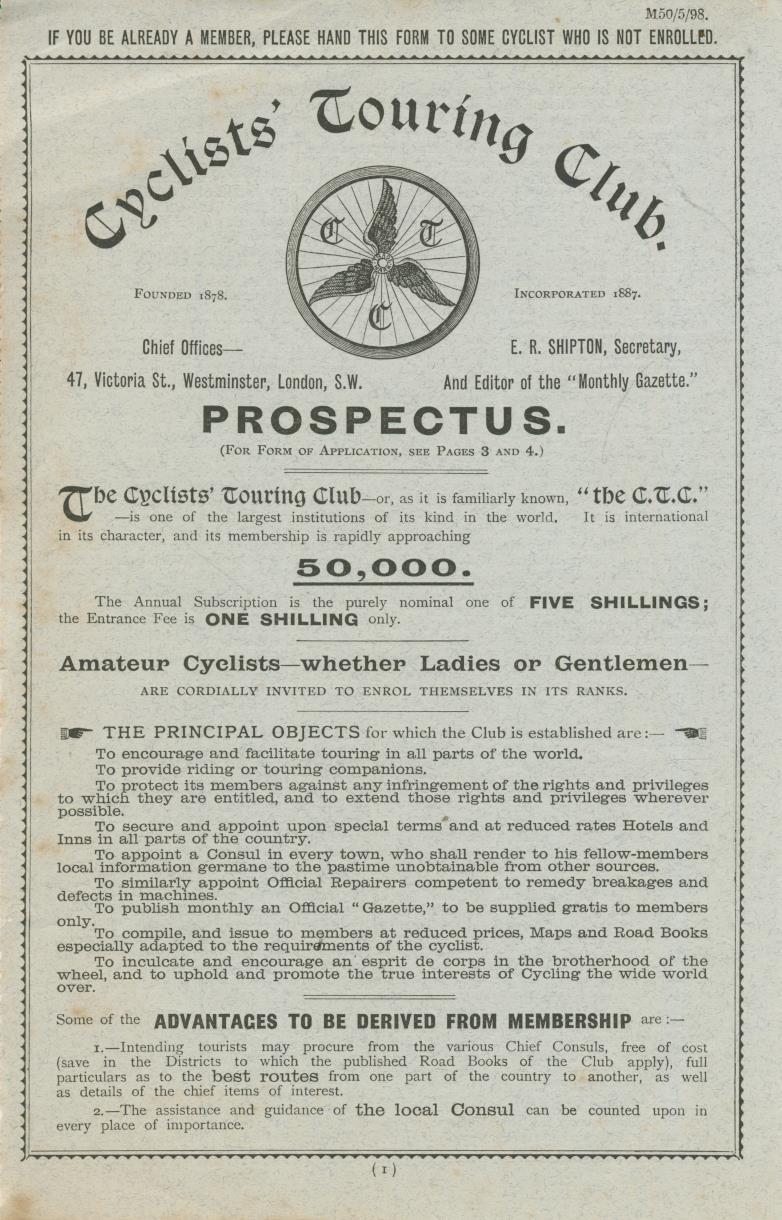 M50/5/98.
IF YOU BE ALREADY A MEMBER, PLEASE HAND THIS FORM TO SOME CYCLIST WHO IS NOT ENROLLED.
Cyclists' Touring Club.
C T
C
FOUNDED 1878.
INCORPORATED 1887.
Chief Offices—
47, Victoria St., Westminster, London, S.W.
E. R. SHIPTON, Secretary,
And Editor of the "Monthly Gazette."
PROSPECTUS.
(FOR FORM OF APPLICATION, SEE PAGES 3 AND 4.)
The Cyclists' Touring Club—or, as it is familiarly known, "the C.T.C."
—is one of the largest institutions of its kind in the world. It is international
in its character, and its membership is rapidly approaching
50,000.
The Annual Subscription is the purely nominal one of FIVE SHILLINGS;
the Entrance Fee is ONE SHILLING only.
Amateur Cyclists—whether Ladies or Gentlemen—
ARE CORDIALLY INVITED TO ENROL THEMSELVES IN ITS RANKS.
THE PRINCIPAL OBJECTS for which the Club is established are:—
To encourage and facilitate touring in all parts of the world.
To provide riding or touring companions.
To protect its members against any infringement of the rights and privileges
to which they are entitled, and to extend those rights and privileges wherever
possible.
To secure and appoint upon special terms and at reduced rates Hotels and
Inns in all parts of the country.
To appoint a Consul in every town, who shall render to his fellow-members
local information germane to the pastime unobtainable from other sources.
To similarly appoint Official Repairers competent to remedy breakages and
defects in machines.
To publish monthly an Official "Gazette," to be supplied gratis to members
only.
To compile, and issue to members at reduced prices, Maps and Road Books
especially adapted to the requirements of the cyclist.
To inculcate and encourage an esprit de corps in the brotherhood of the
wheel, and to uphold and promote the true interests of Cycling the wide world
over.
Some of the ADVANTAGES TO BE DERIVED FROM MEMBERSHIP are:—
1.—Intending tourists may procure from the various Chief Consuls, free of cost
(save in the Districts to which the published Road Books of the Club apply), full
particulars as to the best routes from one part of the country to another, as well
as details of the chief items of interest.
2.—The assistance and guidance of the local Consul can be counted upon in
every place of importance.
(1)